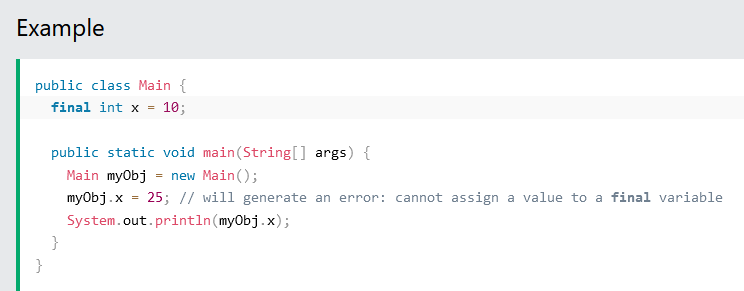 Example
public class Main {
  final int x = 10;
  public static void main(String[] args) {
    Main myObj = new Main();
    myObj.x = 25; // will generate an error: cannot assign a value to a final variable
    System.out.println(myObj.x);
  }
}